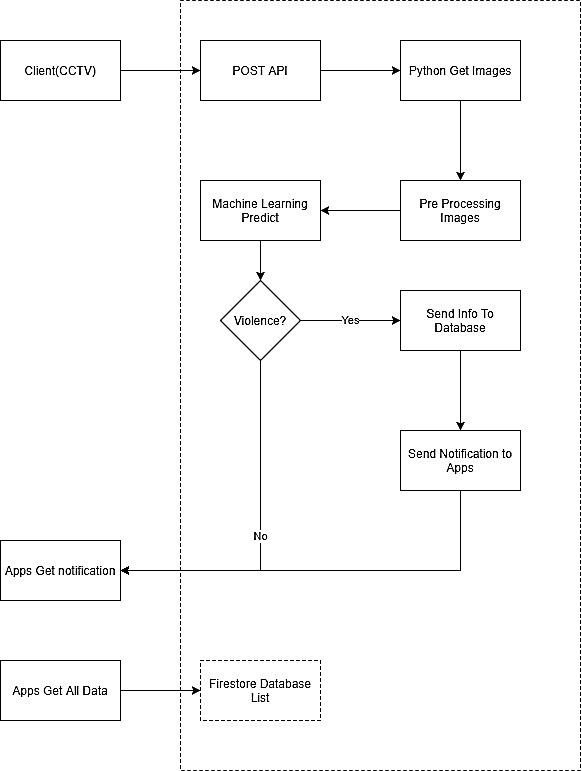 Client(CCTV)
POST API
Python Get Images
Machine Learning
Predict
Pre Processing
Images
Violence?
Yes
Send Info To
Database
Send Notification to
Apps
No
Apps Get notification
Apps Get All Data
Firestore Database
List